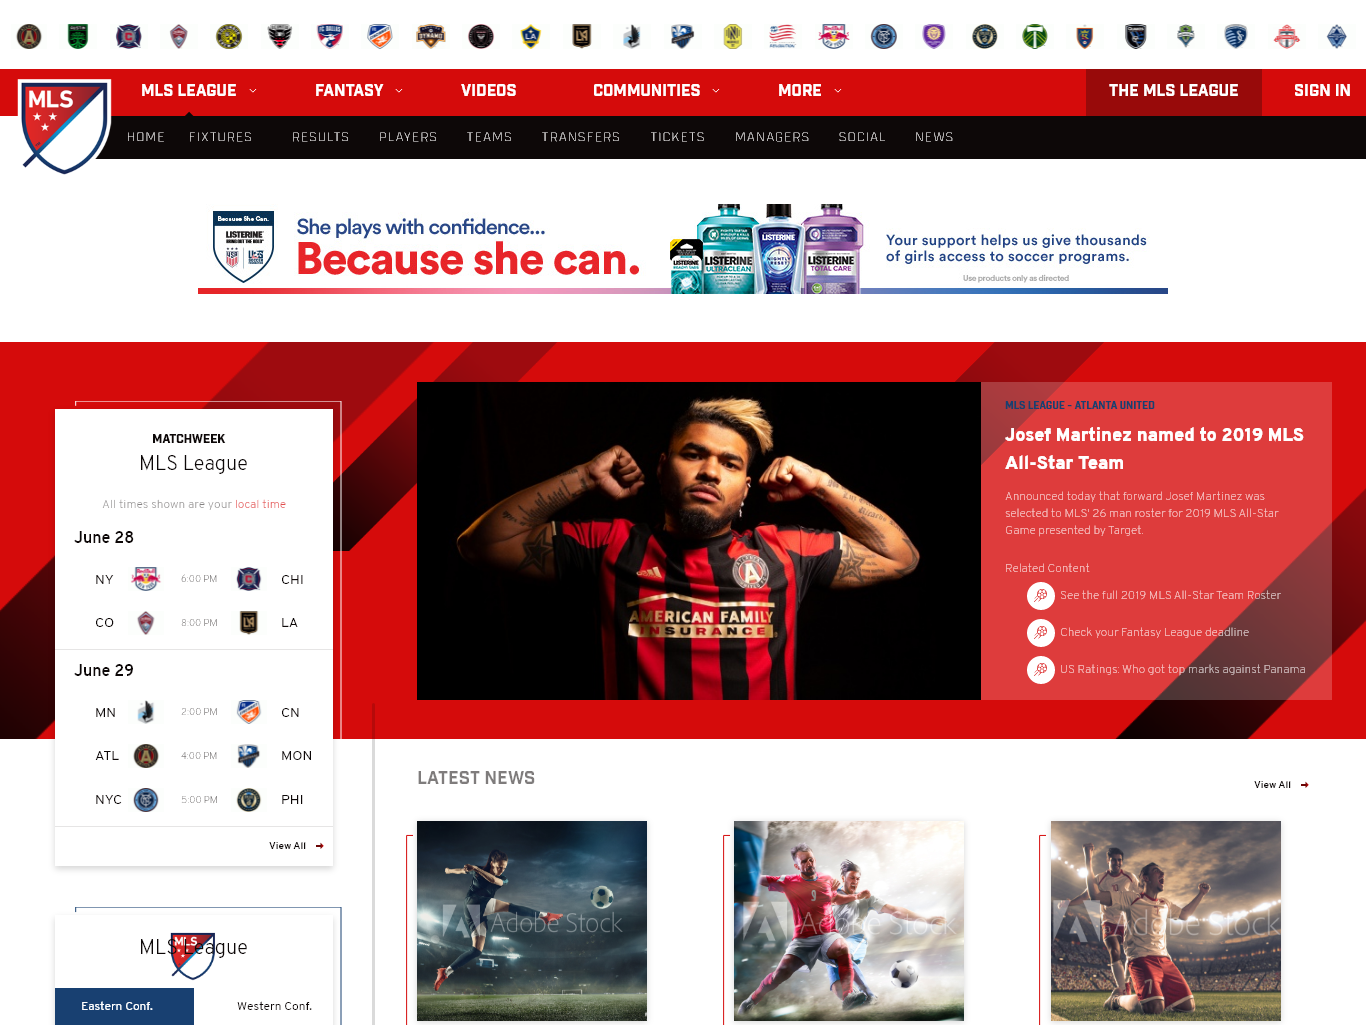 MLS LEAGUE
FANTASY
VIDEOS
COMMUNITIES
MORE
THE MLS LEAGUE
SIGN IN
MLS
HOME
FIXTURES
RESULTS
PLAYERS
TEAMS
TRANSFERS
TICKETS
MANAGERS
SOCIAL
NEWS
Because She Can.
LISTERINE
She plays with confidence...
Because she can.
LISTERINE
LISTERINE
ULTRACLEAN
LISTERINE
NIGHTLY
RESET
LISTERINE
TOTAL CARE
Your support helps us give thousands
of girls access to soccer programs.
Use products only as directed
MATCHWEEK
MLS League
All times shown are your local time
June 28
NY 6:00 PM CHI
CO 8:00 PM LA
June 29
MN 2:00 PM CN
ATL 4:00 PM MON
NYC 5:00 PM PHI
View All
AMERICAN FAMILY
INSURANCE
MLS LEAGUE - ATLANTA UNITED
Josef Martinez named to 2019 MLS
All-Star Team
Announced today that forward Josef Martinez was
selected to MLS' 26 man roster for 2019 MLS All-Star
Game presented by Target.
Related Content
See the full 2019 MLS All-Star Team Roster
Check your Fantasy League deadline
US Ratings: Who got top marks against Panama
LATEST NEWS
View All
Adobe Stock
Adobe Stock
Adobe Stock
MLS League
MLS
Eastern Conf.
Western Conf.